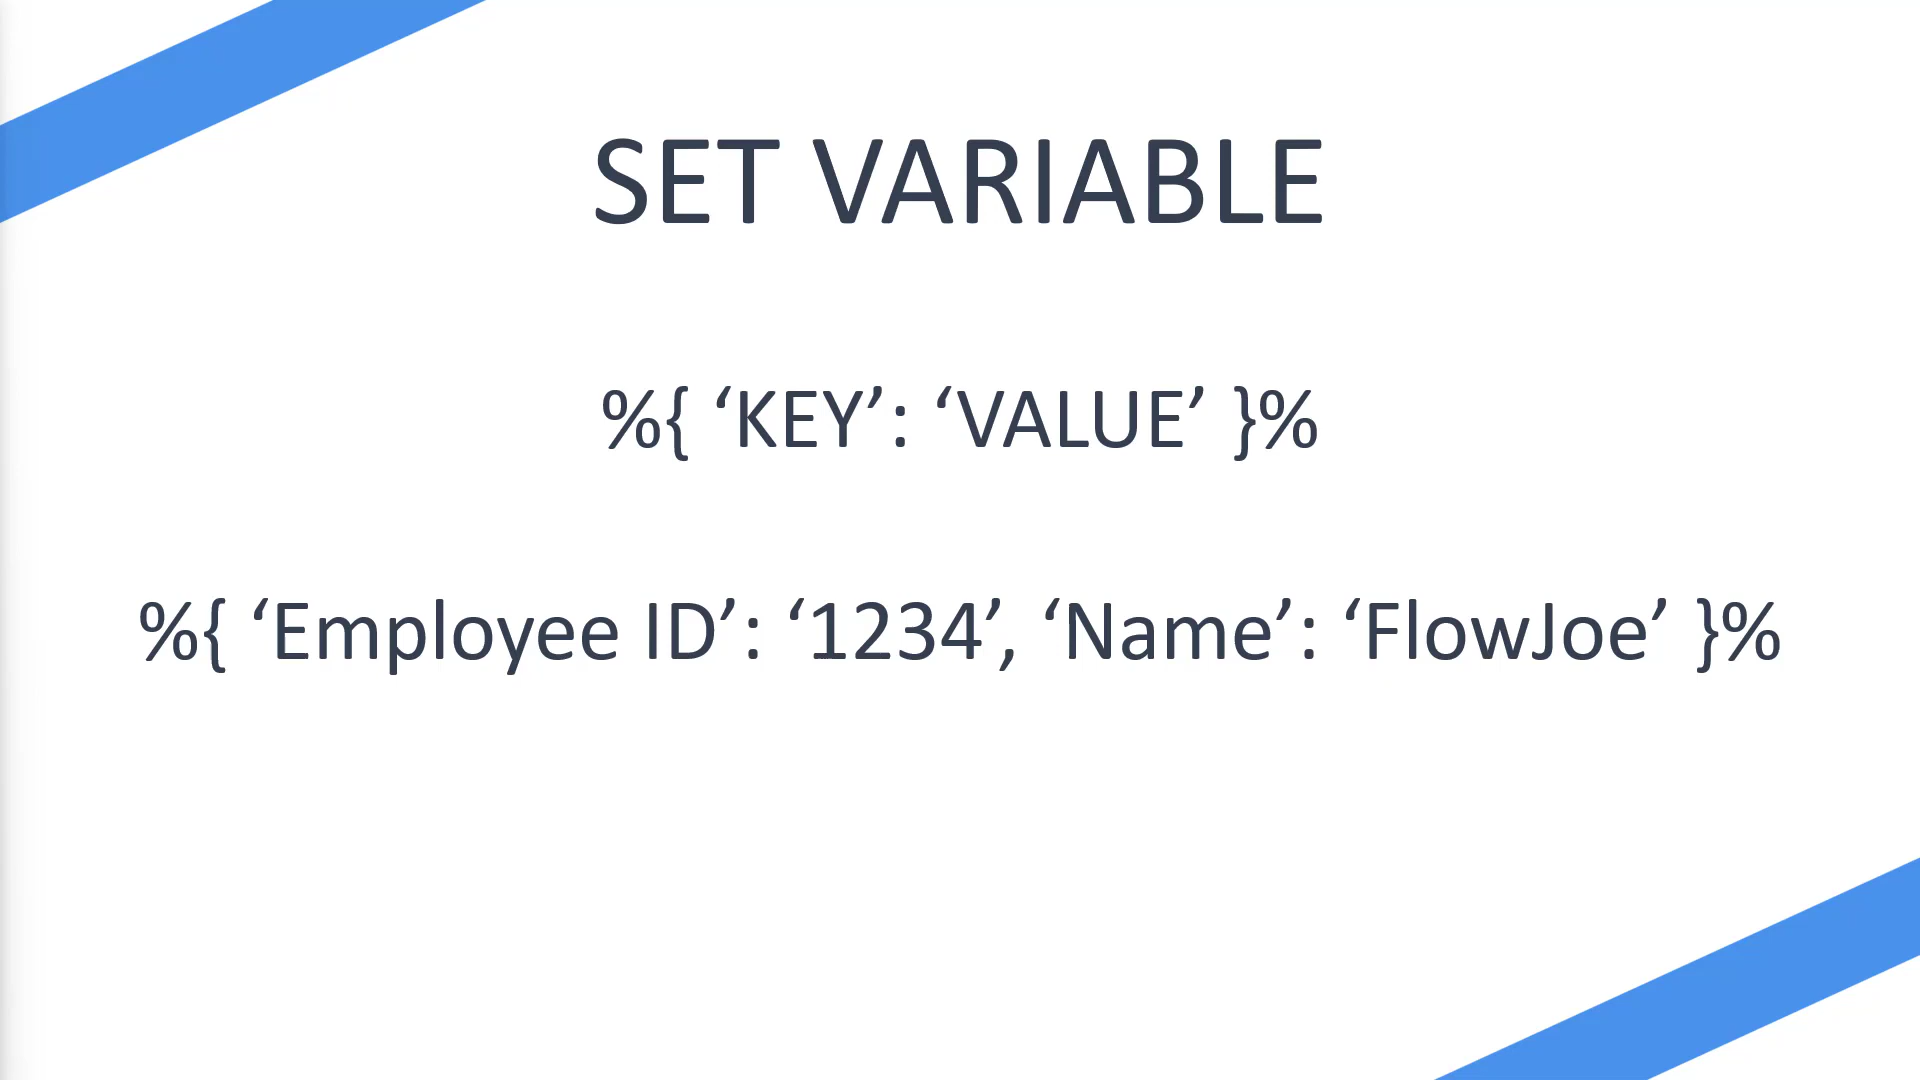 SET VARIABLE
%{ ‘KEY’: ‘VALUE’ }%
%{ ‘Employee ID’: ‘1234’, ‘Name’: ‘FlowJoe’ }%